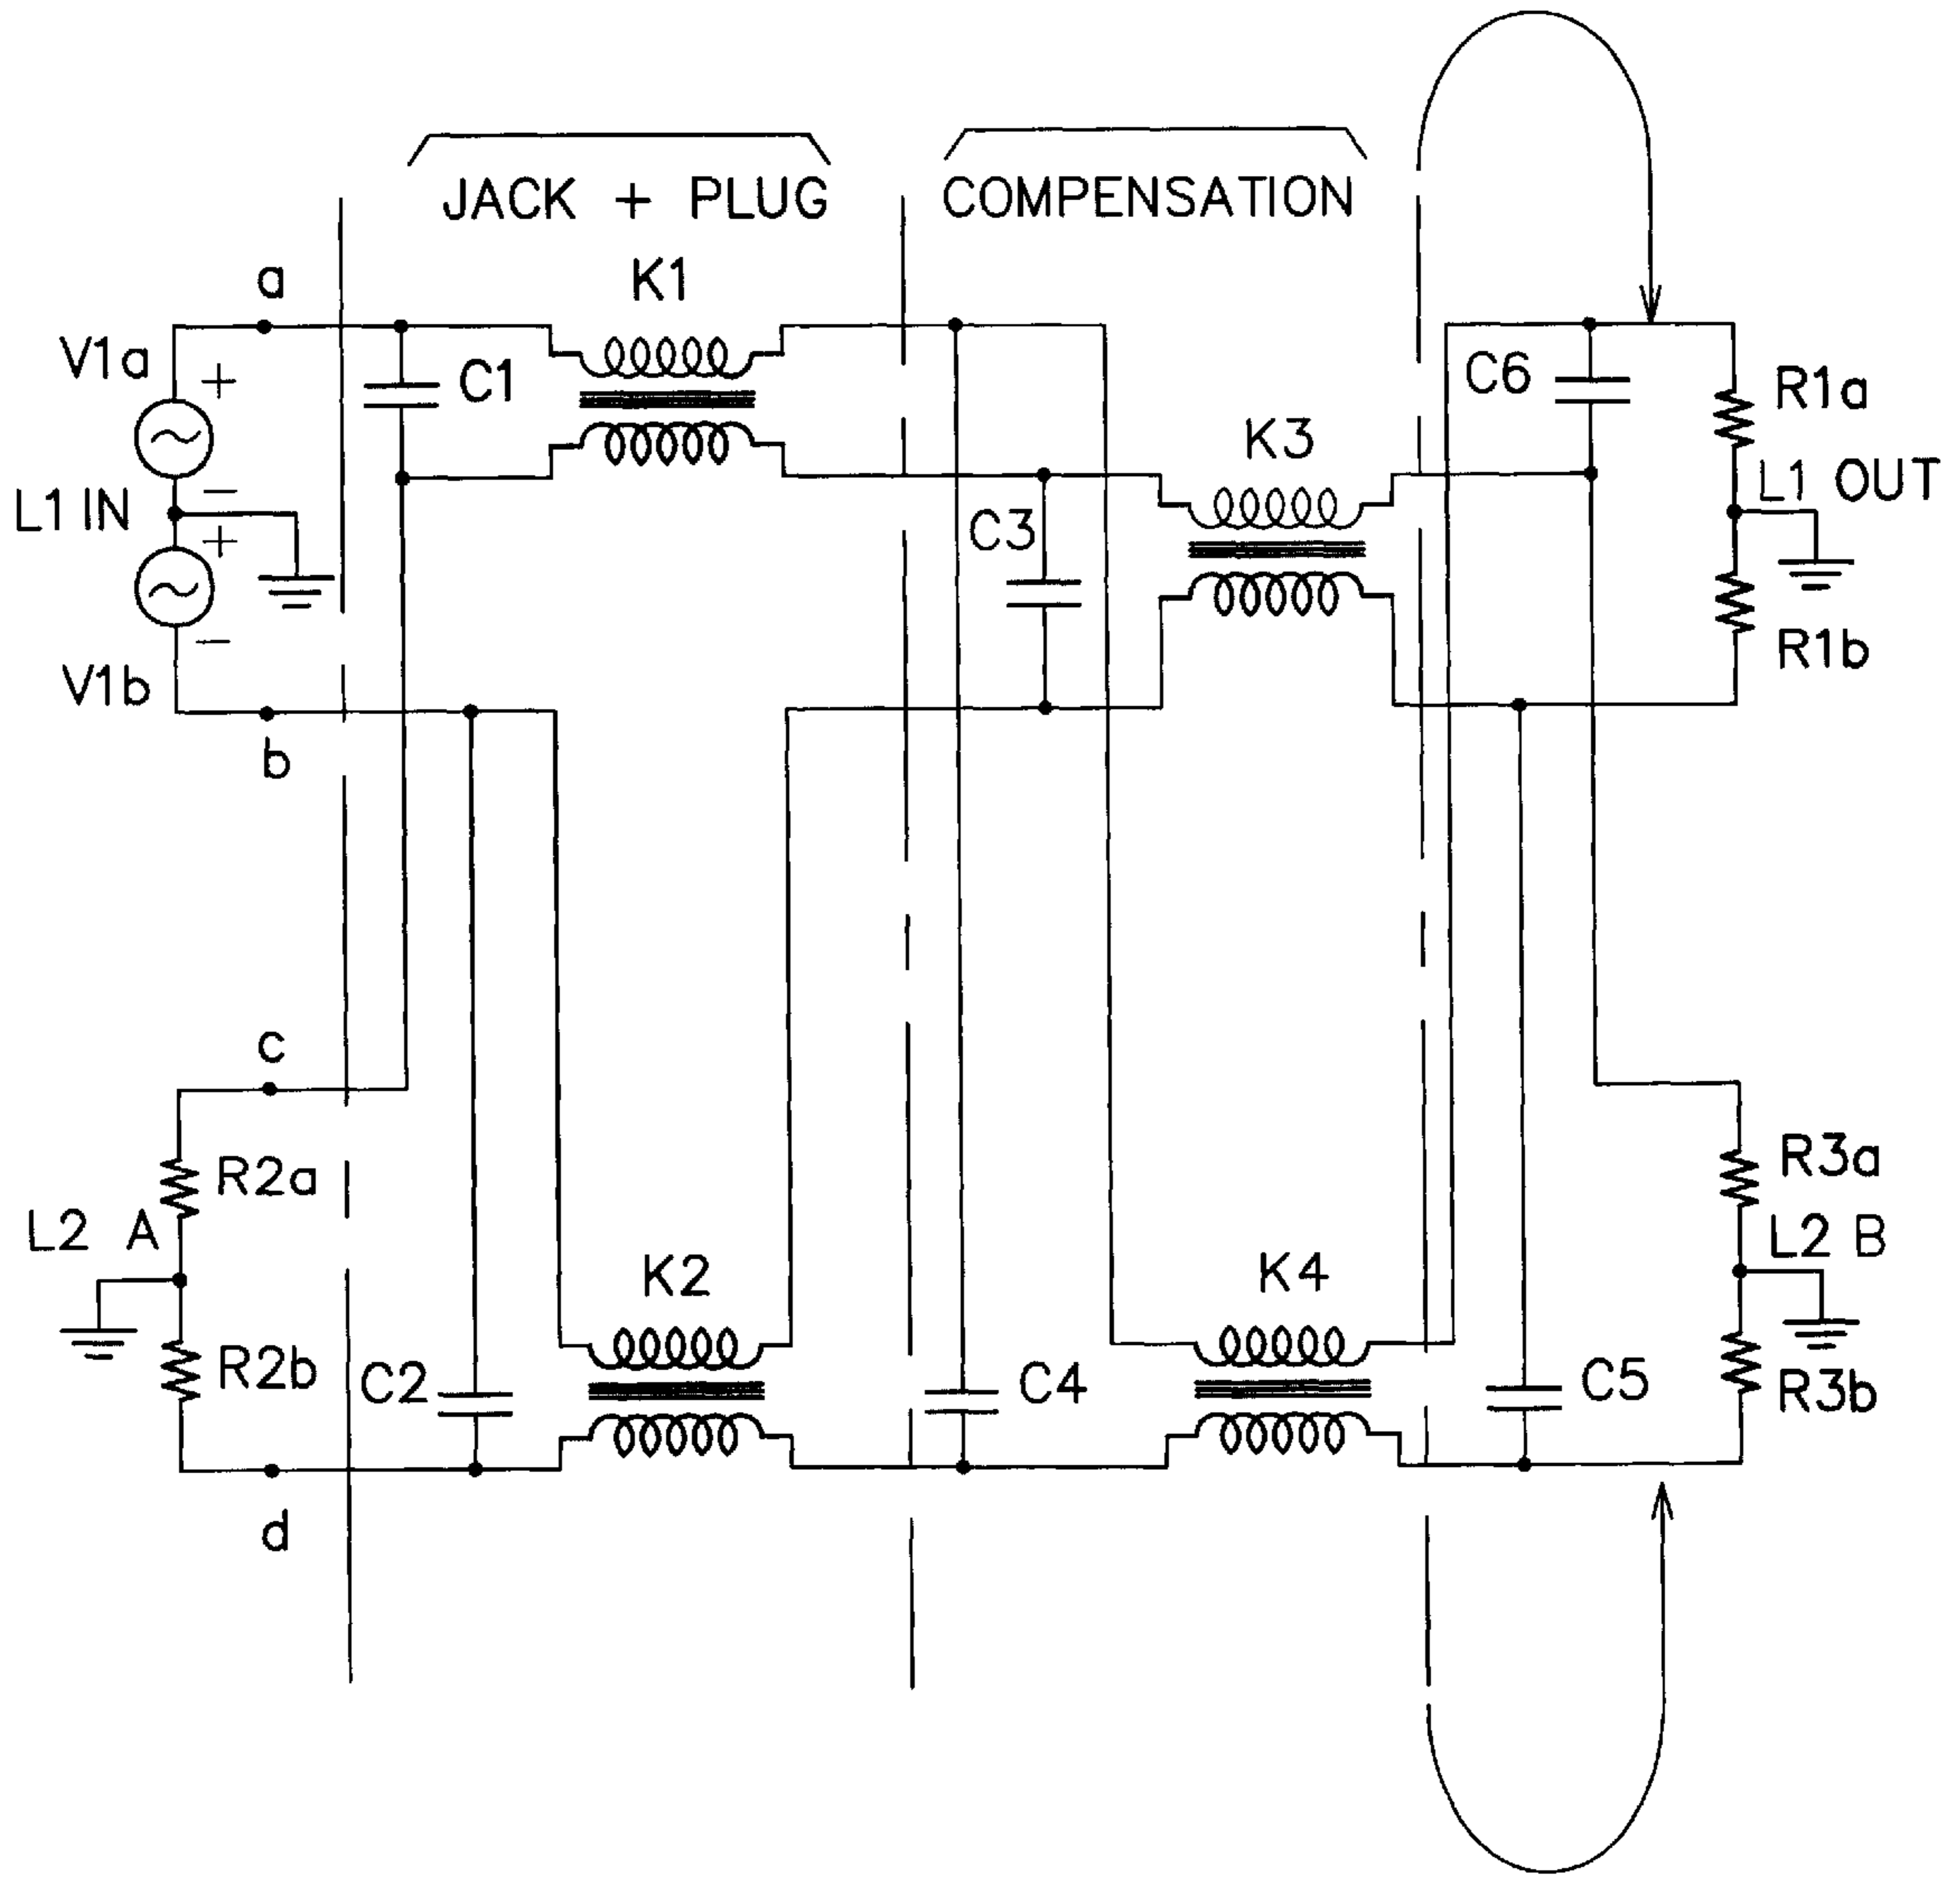 JACK + PLUG
COMPENSATION
a
K1
V1a
+
C1
C6
R1a
K3
L1 IN
−
+
C3
L1 OUT
−
V1b
R1b
b
c
R2a
R3a
L2 A
L2 B
K2
K4
R2b
C2
C4
C5
R3b
d